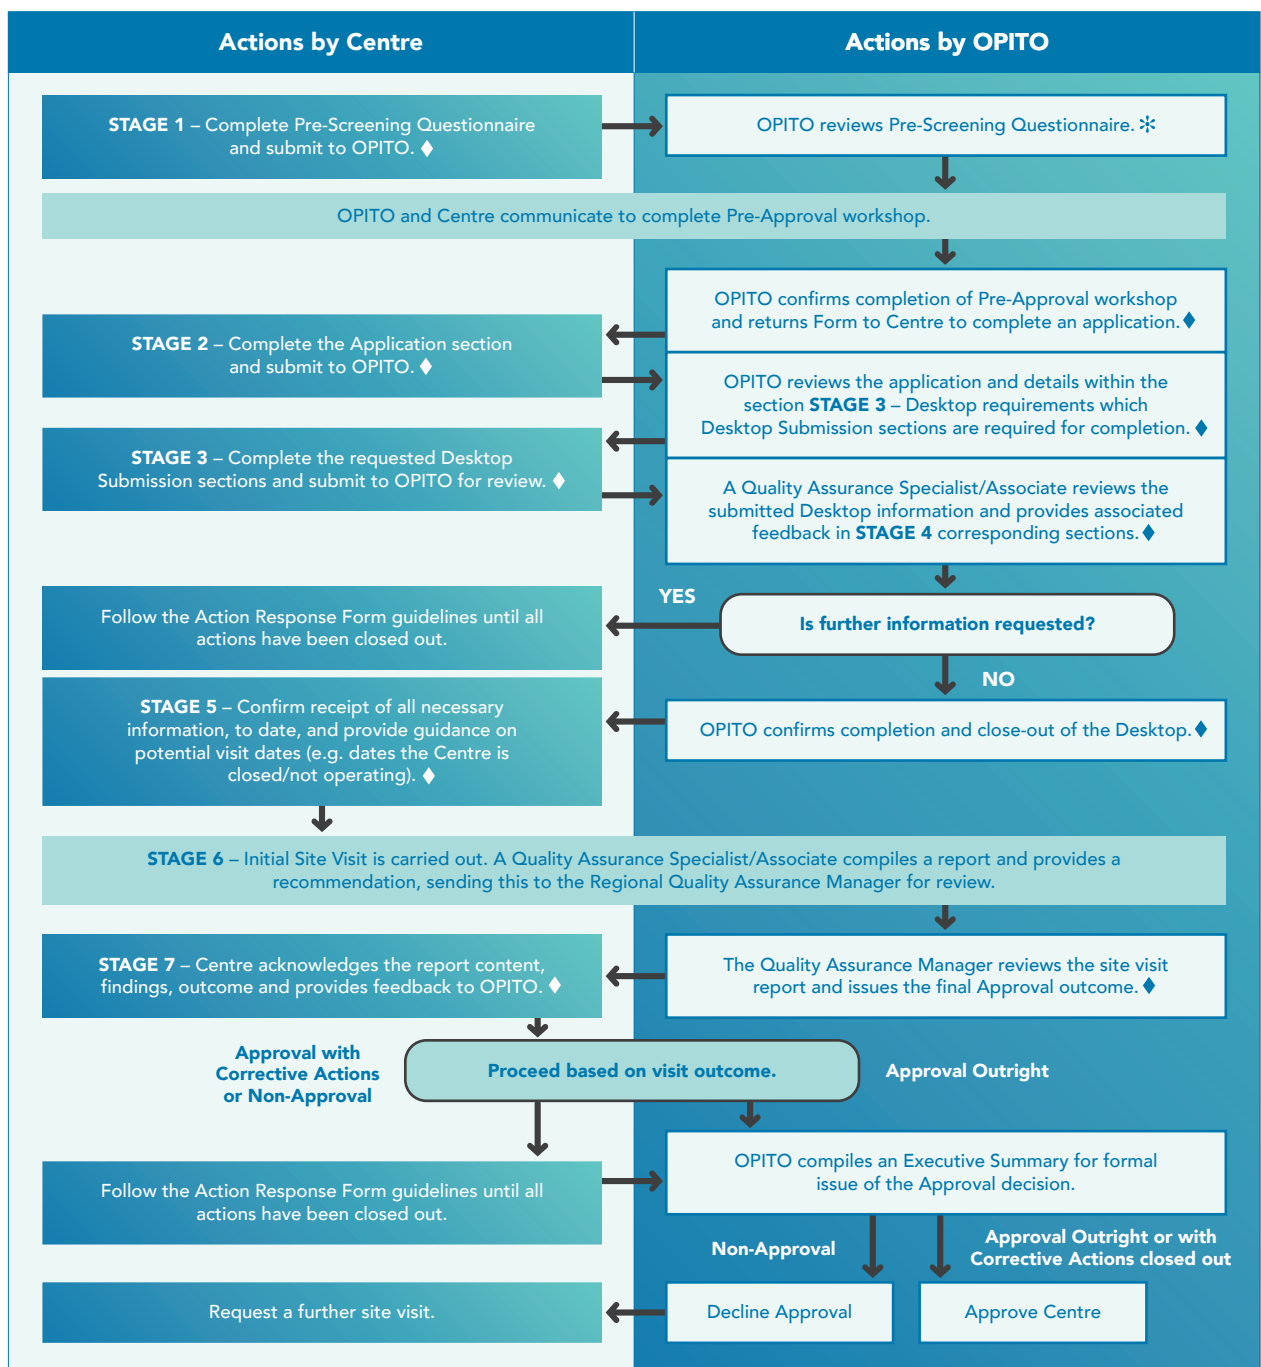 Actions by Centre
Actions by OPITO
STAGE 1 – Complete Pre-Screening Questionnaire
and submit to OPITO. ♦
OPITO reviews Pre-Screening Questionnaire. ✻
OPITO and Centre communicate to complete Pre-Approval workshop.
OPITO confirms completion of Pre-Approval workshop
and returns Form to Centre to complete an application. ♦
STAGE 2 – Complete the Application section
and submit to OPITO. ♦
OPITO reviews the application and details within the
section STAGE 3 – Desktop requirements which
Desktop Submission sections are required for completion. ♦
STAGE 3 – Complete the requested Desktop
Submission sections and submit to OPITO for review. ♦
A Quality Assurance Specialist/Associate reviews the
submitted Desktop information and provides associated
feedback in STAGE 4 corresponding sections. ♦
Is further information requested?
YES
Follow the Action Response Form guidelines until all
actions have been closed out.
NO
OPITO confirms completion and close-out of the Desktop. ♦
STAGE 5 – Confirm receipt of all necessary
information, to date, and provide guidance on
potential visit dates (e.g. dates the Centre is
closed/not operating). ♦
STAGE 6 – Initial Site Visit is carried out. A Quality Assurance Specialist/Associate compiles a report and provides a
recommendation, sending this to the Regional Quality Assurance Manager for review.
The Quality Assurance Manager reviews the site visit
report and issues the final Approval outcome. ♦
STAGE 7 – Centre acknowledges the report content,
findings, outcome and provides feedback to OPITO. ♦
Proceed based on visit outcome.
Approval with
Corrective Actions
or Non-Approval
Approval Outright
Follow the Action Response Form guidelines until all
actions have been closed out.
OPITO compiles an Executive Summary for formal
issue of the Approval decision.
Non-Approval
Approval Outright or with
Corrective Actions closed out
Request a further site visit.
Decline Approval
Approve Centre